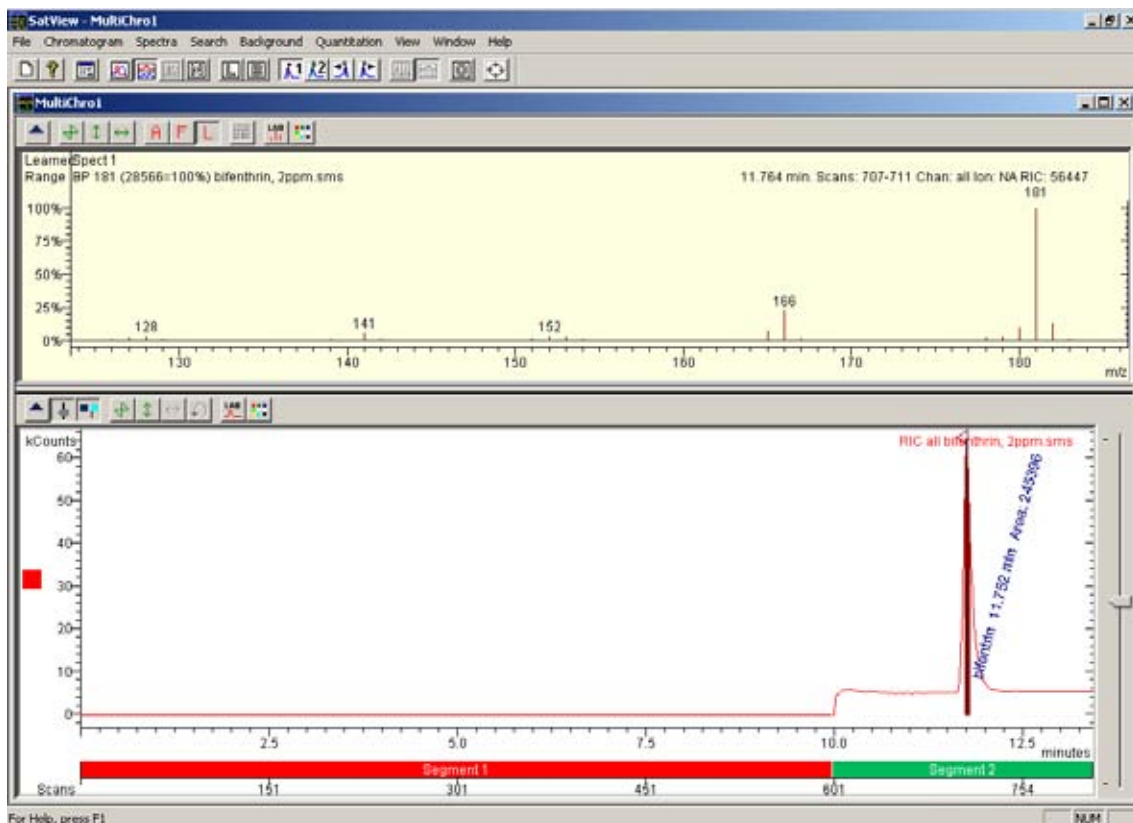 SatView - MultiChro1
File Chromatogram Spectra Search Background Quantitation View Window Help
MultiChro1
A F L
Spect 1
Range BP 181 (28566=100%) bifenthrin, 2ppm.sms
11.764 min. Scans: 707-711 Chan: all Ion: NA RIC: 56447
181
100%
75%
50%
25%
0%
166
128
141
152
130 140 150 160 170 180
m/z
kCounts
RIC all bifenthrin, 2ppm.sms
60
50
40
30
20
10
0
bifentrin 11.752 min Area: 245396
2.5 5.0 7.5 10.0 12.5
minutes
Segment 1 Segment 2
Scans 151 301 451 601 754
For Help, press F1
NUM